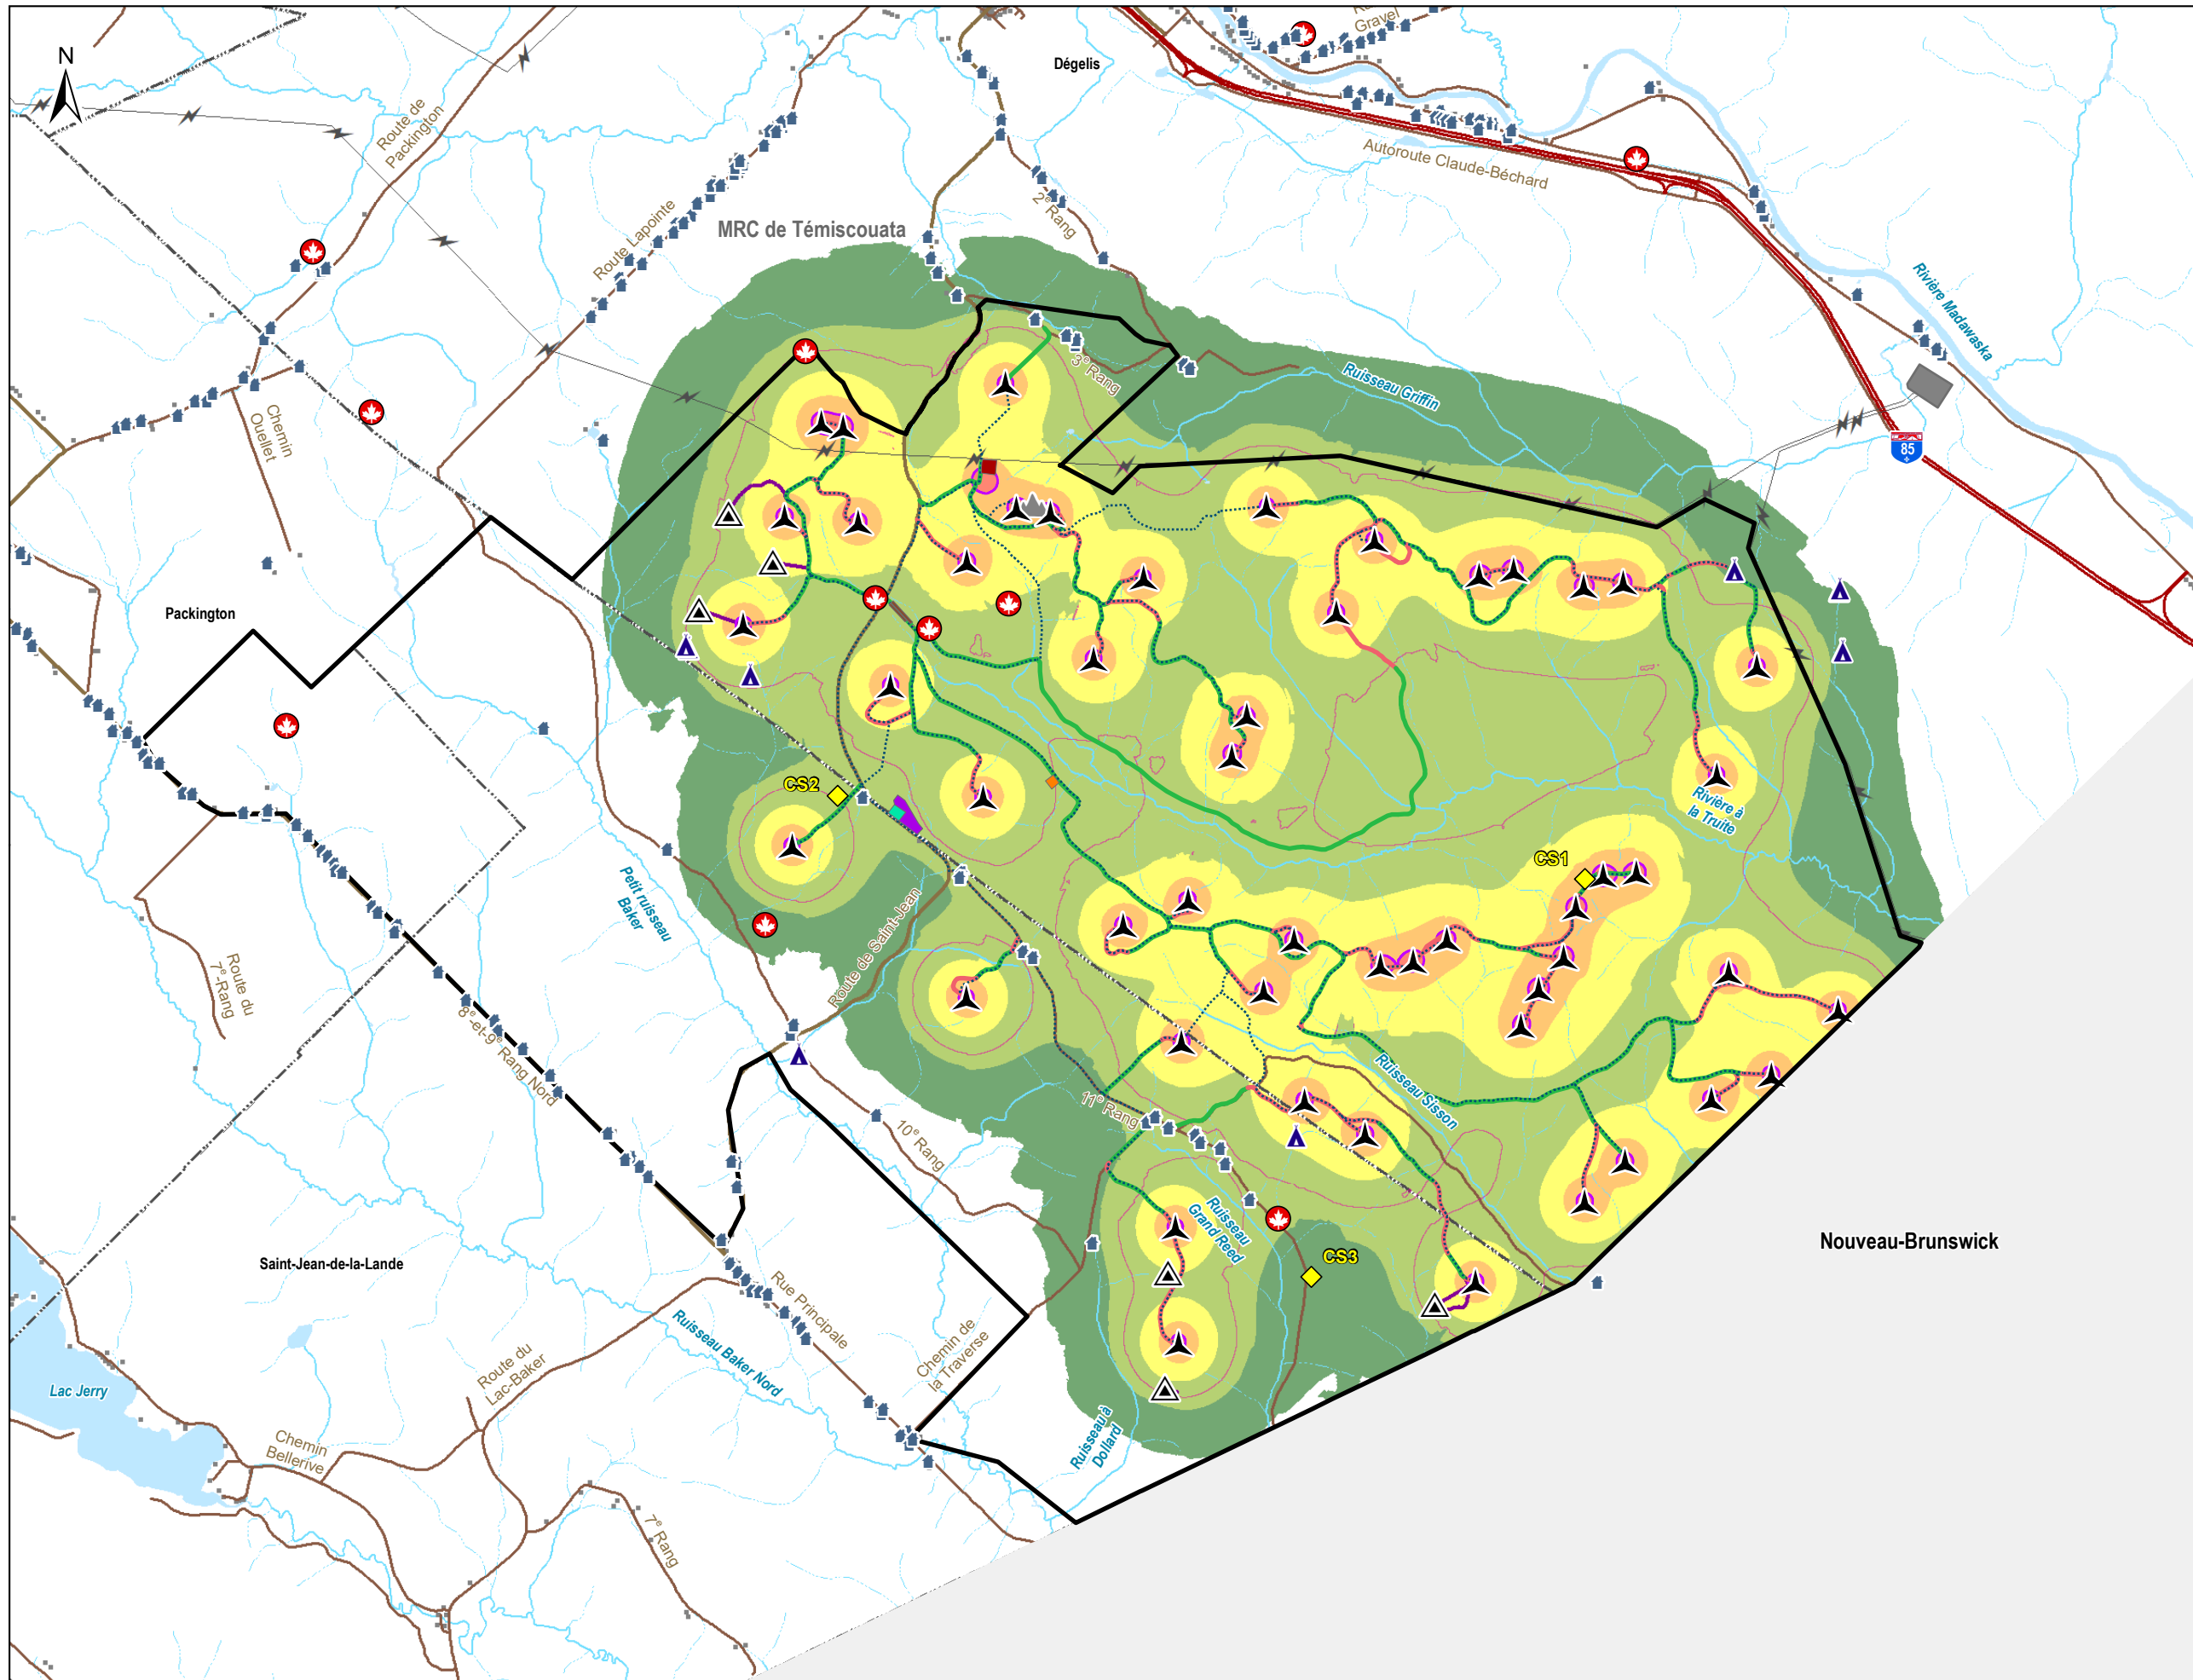 N
Gravel
Dégelis
Route de
Packington
Autoroute Claude-Béchard
2e Rang
Route Lapointe
MRC de Témiscouata
Rivière Madawaska
3e Rang
Ruisseau Griffin
Chemin
Ouellet
85
Packington
CS2
Rivière à
la Truite
CS1
Petit ruisseau
Baker
Route de Saint-Jean
Route du
7e-Rang
8e-et-9e Rang Nord
Ruisseau Sisson
11e Rang
10e Rang
Ruisseau
Grand Reed
Nouveau-Brunswick
CS3
Saint-Jean-de-la-Lande
Rue Principale
Ruisseau Baker Nord
Chemin de
la Traverse
Route du
Lac-Baker
Lac Jerry
Ruisseau à
Dollard
Chemin
Bellerive
7e Rang